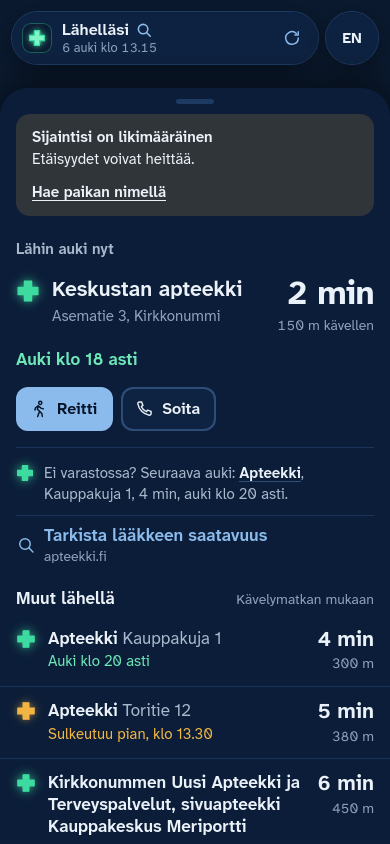 Lähelläsi
6 auki klo 13.15
EN
Sijaintisi on likimääräinen
Etäisyydet voivat heittää.
Hae paikan nimellä
Lähin auki nyt
Keskustan apteekki
2 min
Asematie 3, Kirkkonummi
150 m kävellen
Auki klo 18 asti
Reitti
Soita
Ei varastossa? Seuraava auki: Apteekki,
Kauppakuja 1, 4 min, auki klo 20 asti.
Tarkista lääkkeen saatavuus
apteekki.fi
Muut lähellä
Kävelymatkan mukaan
Apteekki Kauppakuja 1
4 min
Auki klo 20 asti
300 m
Apteekki Toritie 12
5 min
Sulkeutuu pian, klo 13.30
380 m
Kirkkonummen Uusi Apteekki ja
6 min
Terveyspalvelut, sivuapteekki
450 m
Kauppakeskus Meriportti